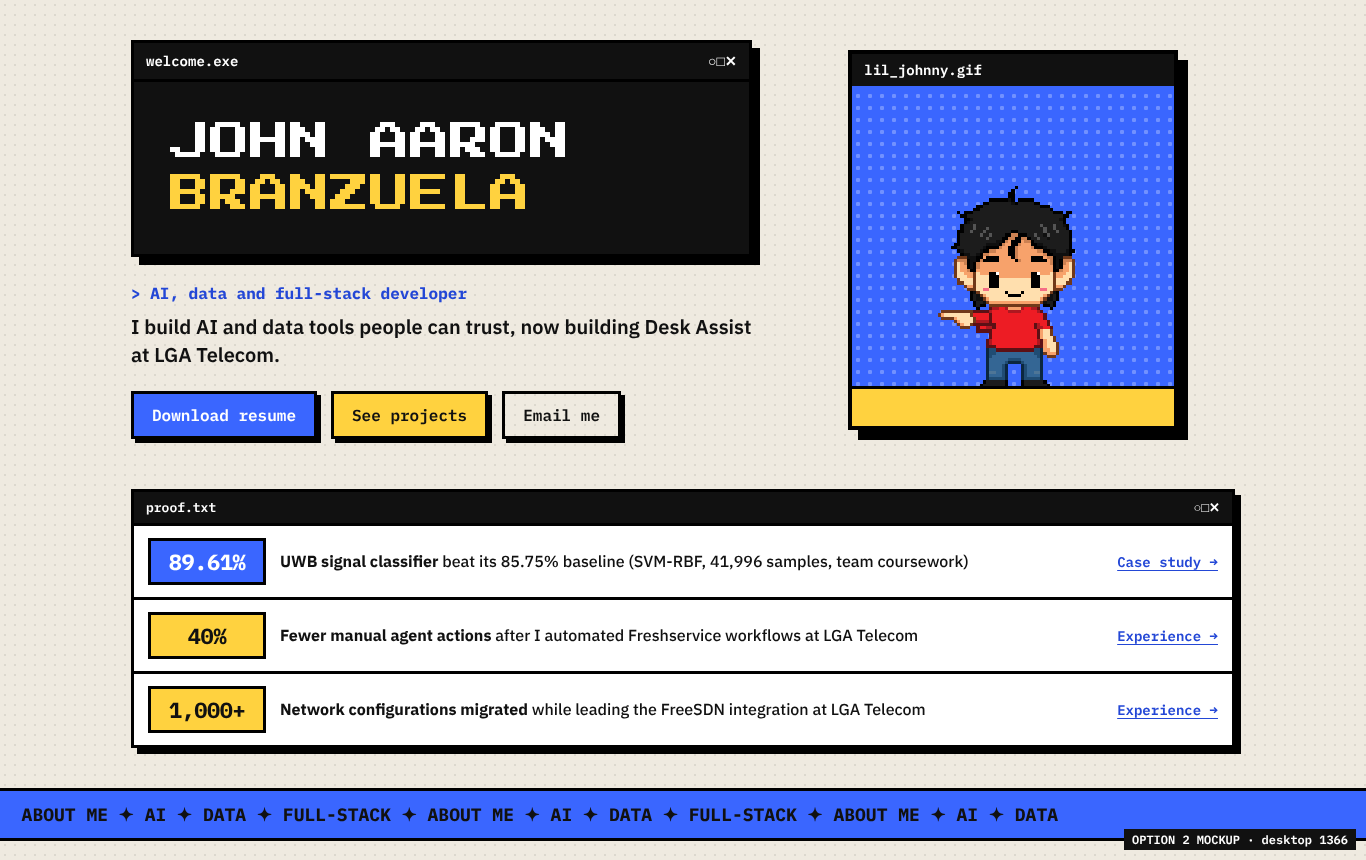 welcome.exe
○□✕
JOHN AARON
BRANZUELA
> AI, data and full-stack developer
I build AI and data tools people can trust, now building Desk Assist
at LGA Telecom.
Download resume
See projects
Email me
lil_johnny.gif
proof.txt
○□✕
89.61% UWB signal classifier beat its 85.75% baseline (SVM-RBF, 41,996 samples, team coursework) Case study →
40% Fewer manual agent actions after I automated Freshservice workflows at LGA Telecom Experience →
1,000+ Network configurations migrated while leading the FreeSDN integration at LGA Telecom Experience →
ABOUT ME ✦ AI ✦ DATA ✦ FULL-STACK ✦ ABOUT ME ✦ AI ✦ DATA ✦ FULL-STACK ✦ ABOUT ME ✦ AI ✦ DATA
OPTION 2 MOCKUP · desktop 1366